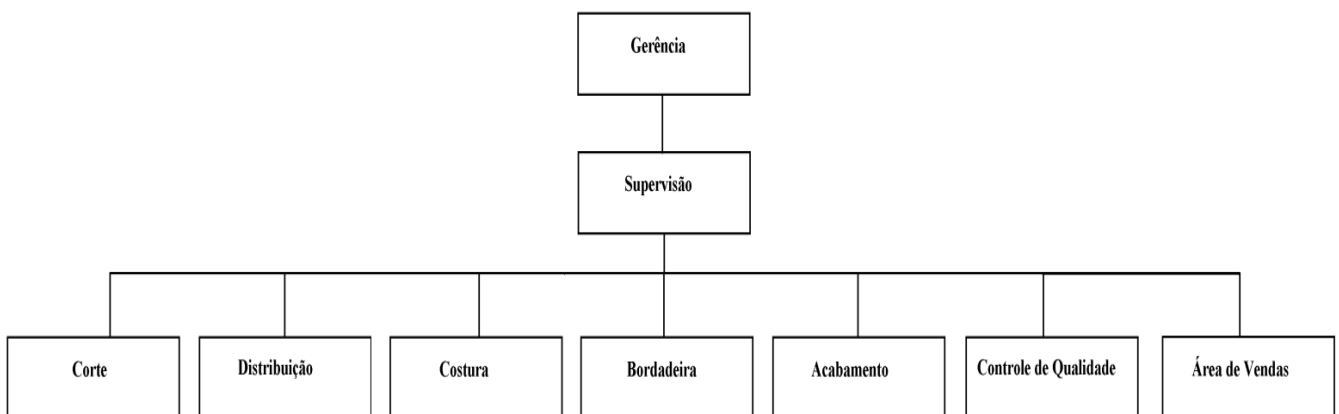 Gerência
Supervisão
Corte
Distribuição
Costura
Bordadeira
Acabamento
Controle de Qualidade
Área de Vendas